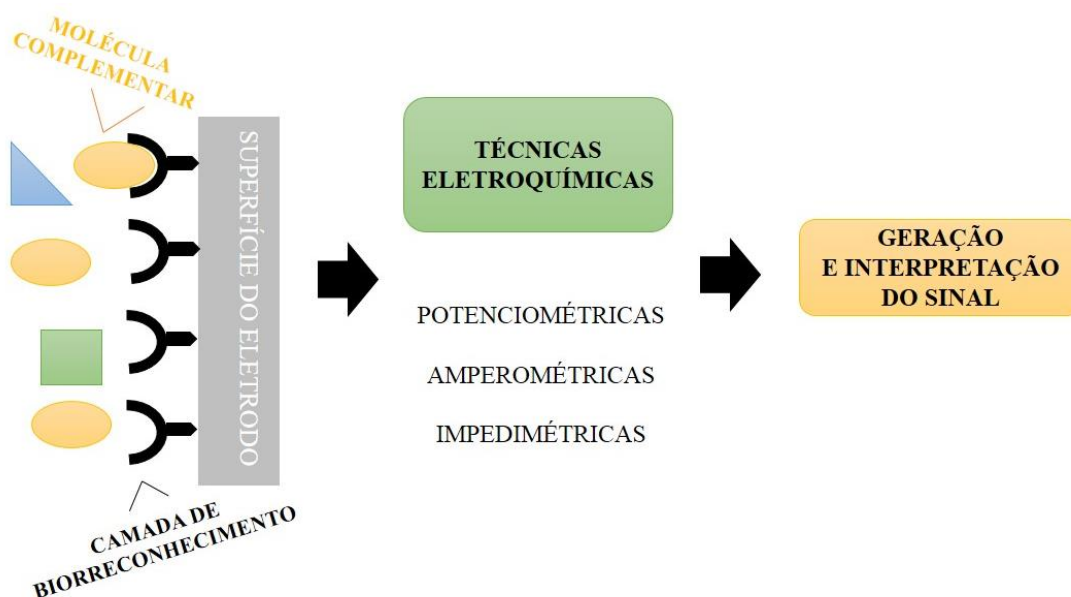 MOLÉCULA
COMPLEMENTAR
SUPERFÍCIE DO ELETRODO
CAMADA DE
BIORRECONHECIMENTO
TÉCNICAS
ELETROQUÍMICAS
POTENCIOMÉTRICAS
AMPEROMÉTRICAS
IMPEDIMÉTRICAS
GERAÇÃO
E INTERPRETAÇÃO
DO SINAL